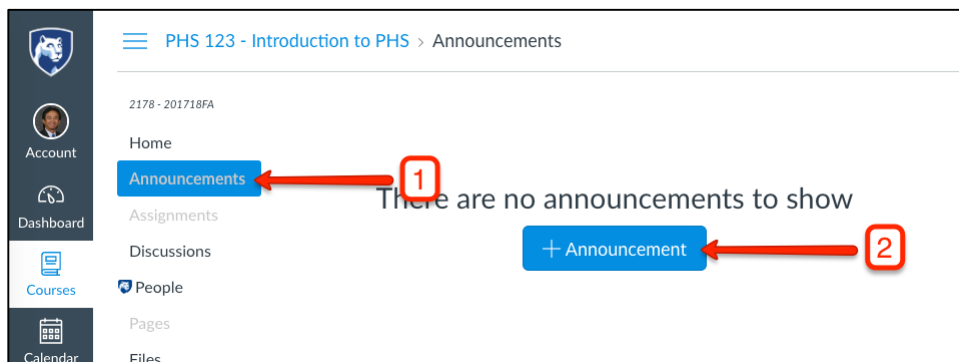 PHS 123 - Introduction to PHS > Announcements
2178 - 201718FA
Account
Dashboard
Courses
Calendar
Home
Announcements
Assignments
Discussions
People
Pages
Files
1
There are no announcements to show
+ Announcement
2